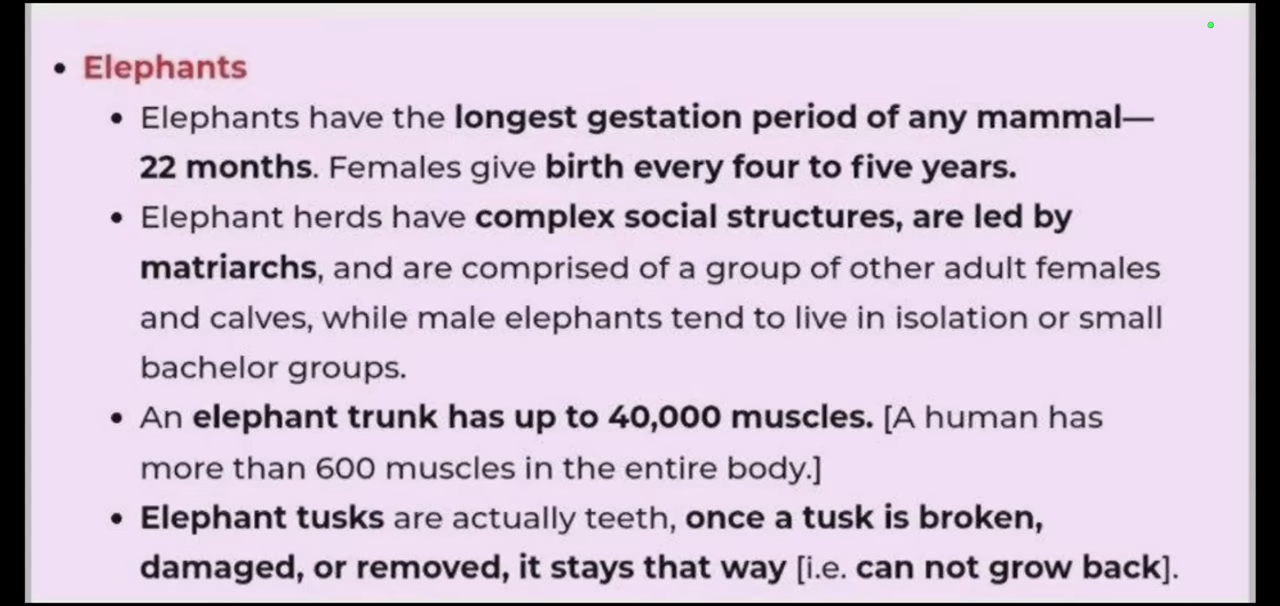 • Elephants
• Elephants have the longest gestation period of any mammal—
22 months. Females give birth every four to five years.
• Elephant herds have complex social structures, are led by
matriarchs, and are comprised of a group of other adult females
and calves, while male elephants tend to live in isolation or small
bachelor groups.
• An elephant trunk has up to 40,000 muscles. [A human has
more than 600 muscles in the entire body.]
• Elephant tusks are actually teeth, once a tusk is broken,
damaged, or removed, it stays that way [i.e. can not grow back].